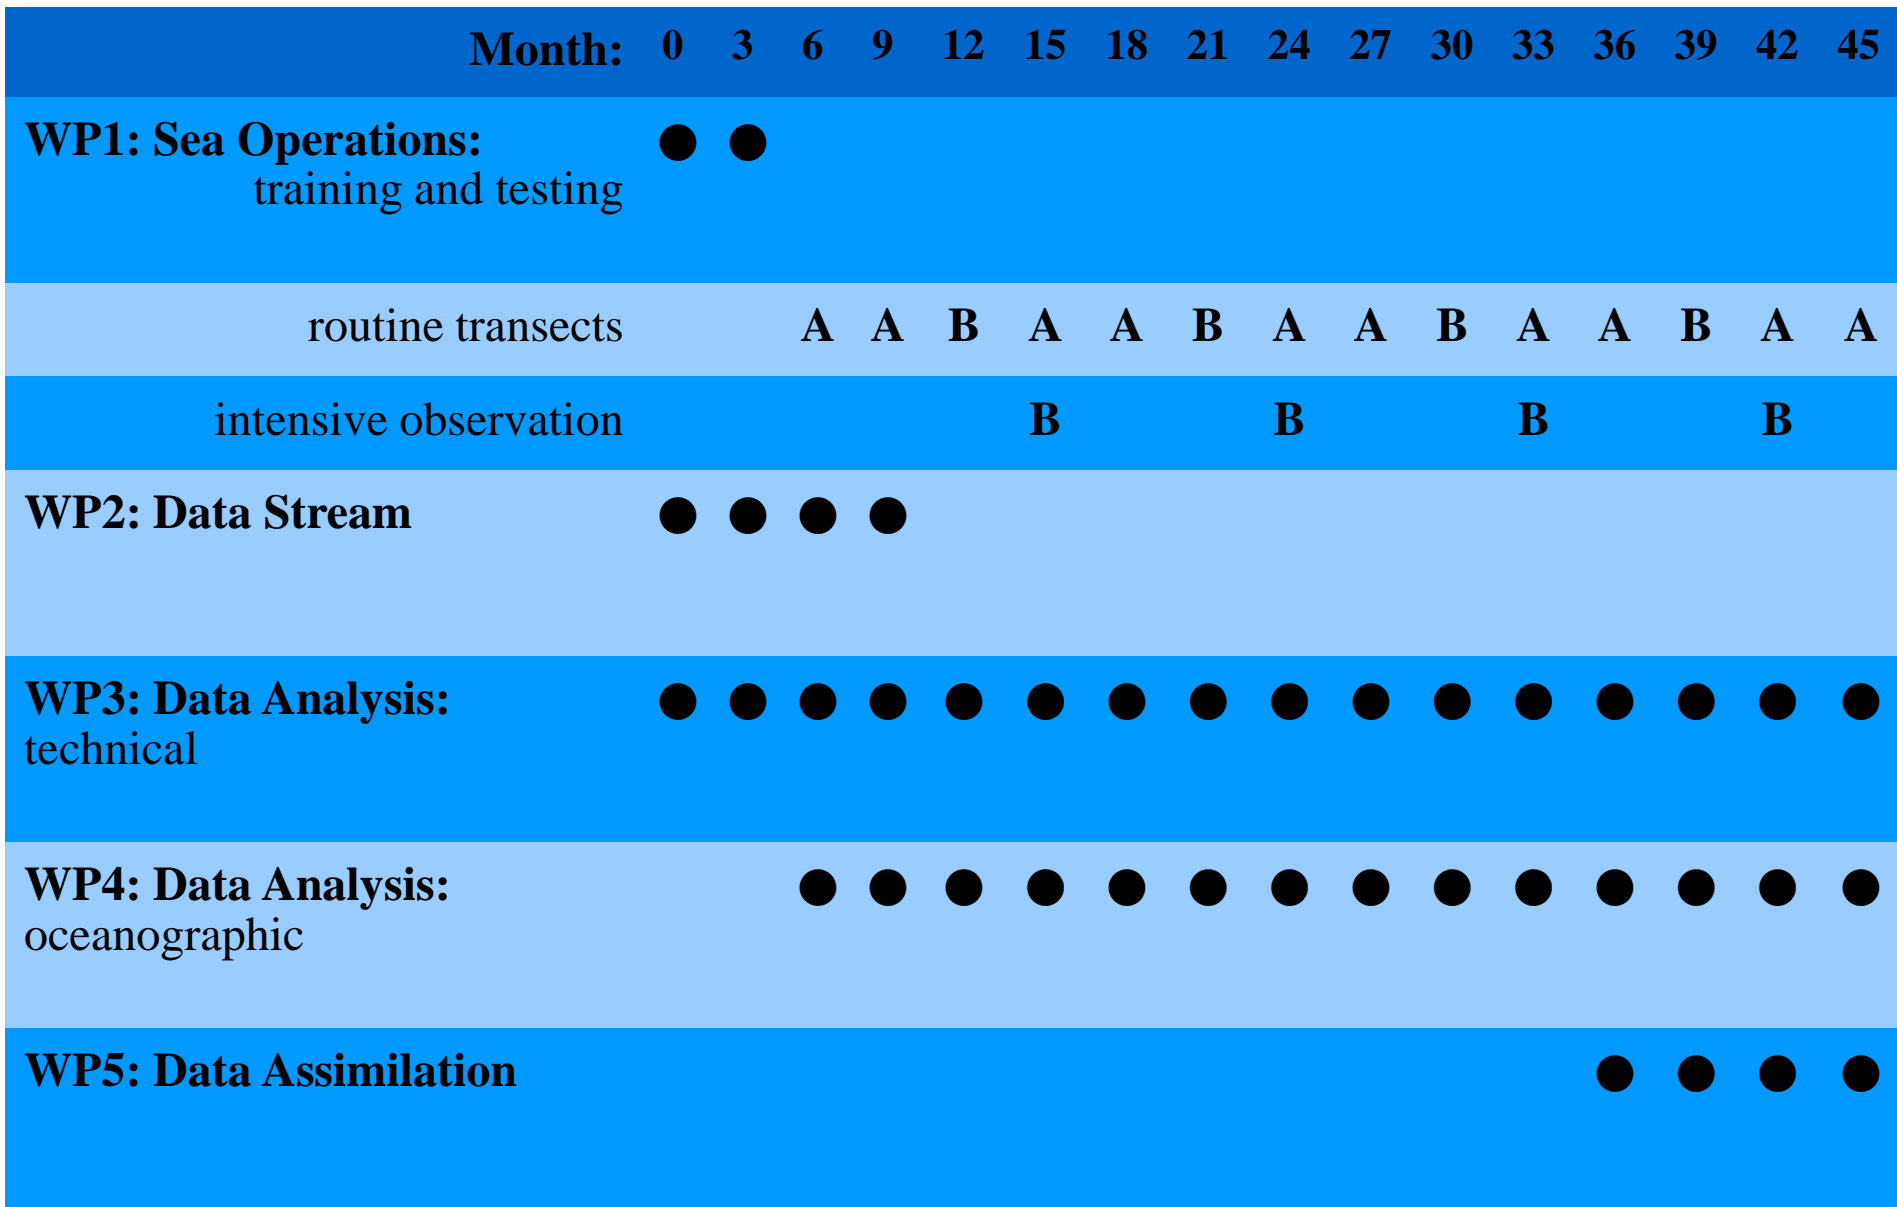 Month: 0 3 6 9 12 15 18 21 24 27 30 33 36 39 42 45
WP1: Sea Operations: ● ●
training and testing
routine transects A A B A A B A A B A A B A A
intensive observation B B B B
WP2: Data Stream ● ● ● ●
WP3: Data Analysis: ● ● ● ● ● ● ● ● ● ● ● ● ● ● ● ●
technical
WP4: Data Analysis: ● ● ● ● ● ● ● ● ● ● ● ● ● ●
oceanographic
WP5: Data Assimilation ● ● ● ●